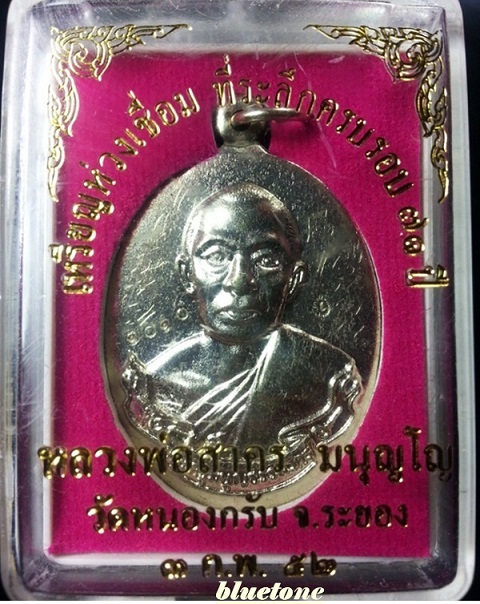 เหรียญห่วงเชื่อม ที่ระลึกครบรอบ ๗๑ ปี
หลวงพ่อสาคร มนุญโญ
วัดหนองกรับ จ.ระยอง
๓ ก.พ. ๕๒
bluetone